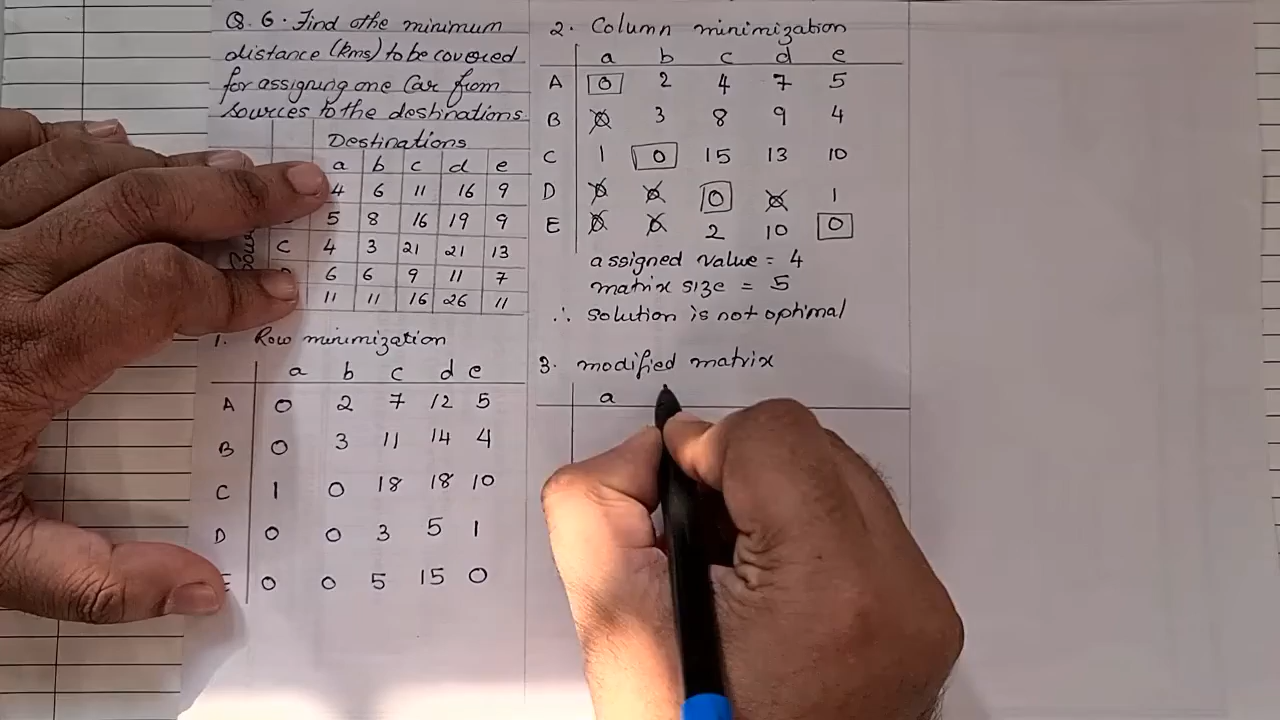 Q.6. Find the minimum
distance (kms) to be covered
for assigning one Car from
sources to the destinations.
Destinations
a b c d e
4 6 11 16 9
5 8 16 19 9
C 4 3 21 21 13
6 6 9 11 7
11 11 16 26 11
1. Row minimization
a b c d e
A 0 2 7 12 5
B 0 3 11 14 4
C 1 0 18 18 10
D 0 0 3 5 1
0 0 5 15 0
2. Column minimization
a b c d e
A 0 2 4 7 5
B 0 3 8 9 4
C 1 0 15 13 10
D 0 0 0 0 1
E 0 0 2 10 0
assigned value = 4
matrix size = 5
∴ solution is not optimal
3. modified matrix
a